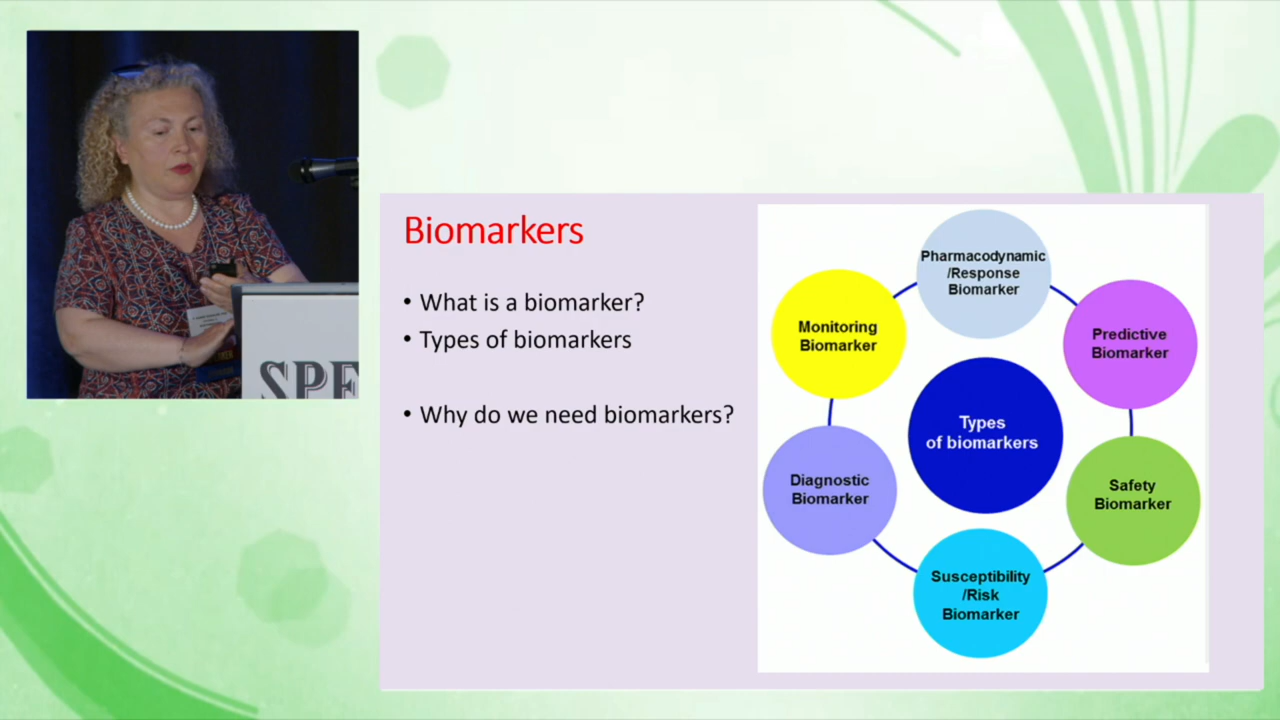 Biomarkers
• What is a biomarker?
• Types of biomarkers
• Why do we need biomarkers?
Pharmacodynamic
/Response
Biomarker
Predictive
Biomarker
Safety
Biomarker
Susceptibility
/Risk
Biomarker
Diagnostic
Biomarker
Monitoring
Biomarker
Types
of biomarkers